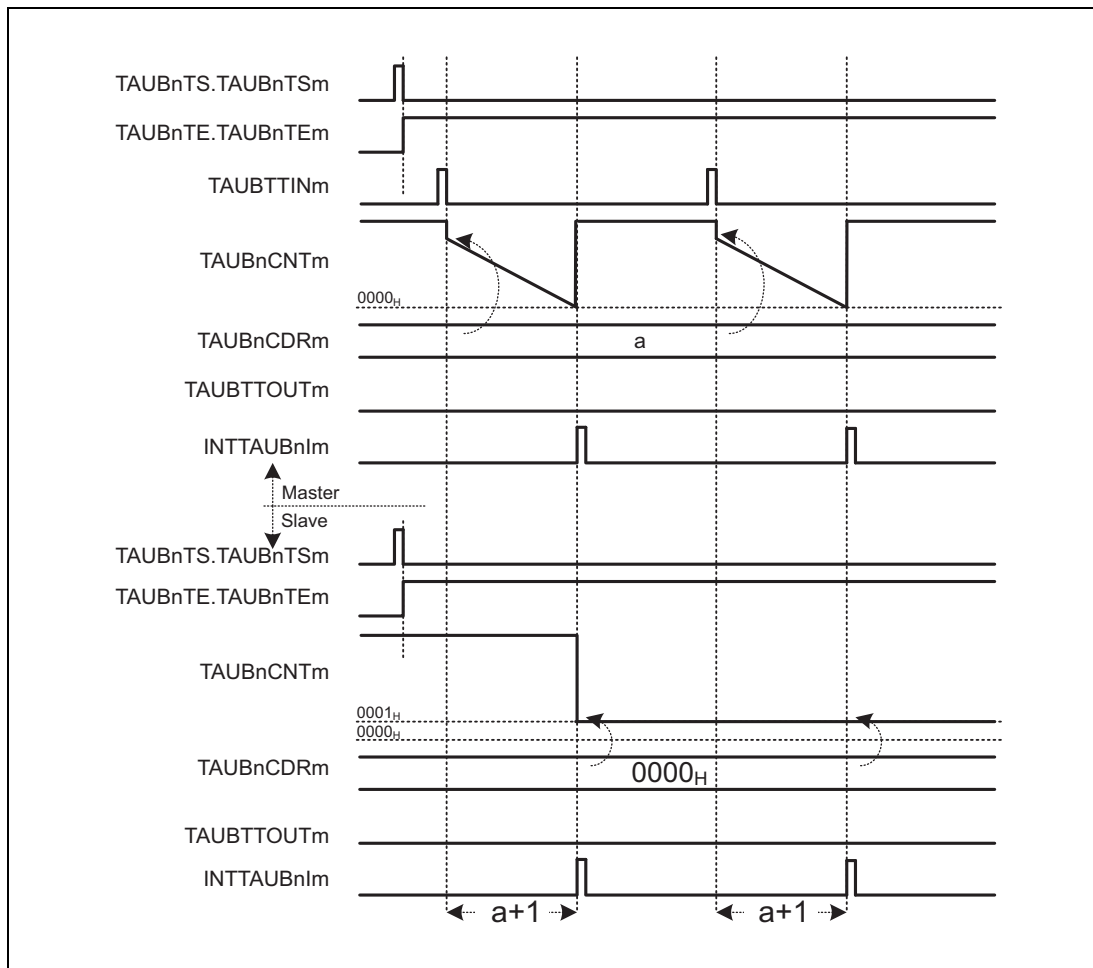 TAUBnTS.TAUBnTSm
TAUBnTE.TAUBnTEm
TAUBTTINm
TAUBnCNTm
0000H
TAUBnCDRm
a
TAUBTTOUTm
INTTAUBnIm
Master
Slave
TAUBnTS.TAUBnTSm
TAUBnTE.TAUBnTEm
TAUBnCNTm
0001H
0000H
TAUBnCDRm
0000H
TAUBTTOUTm
INTTAUBnIm
a+1 a+1